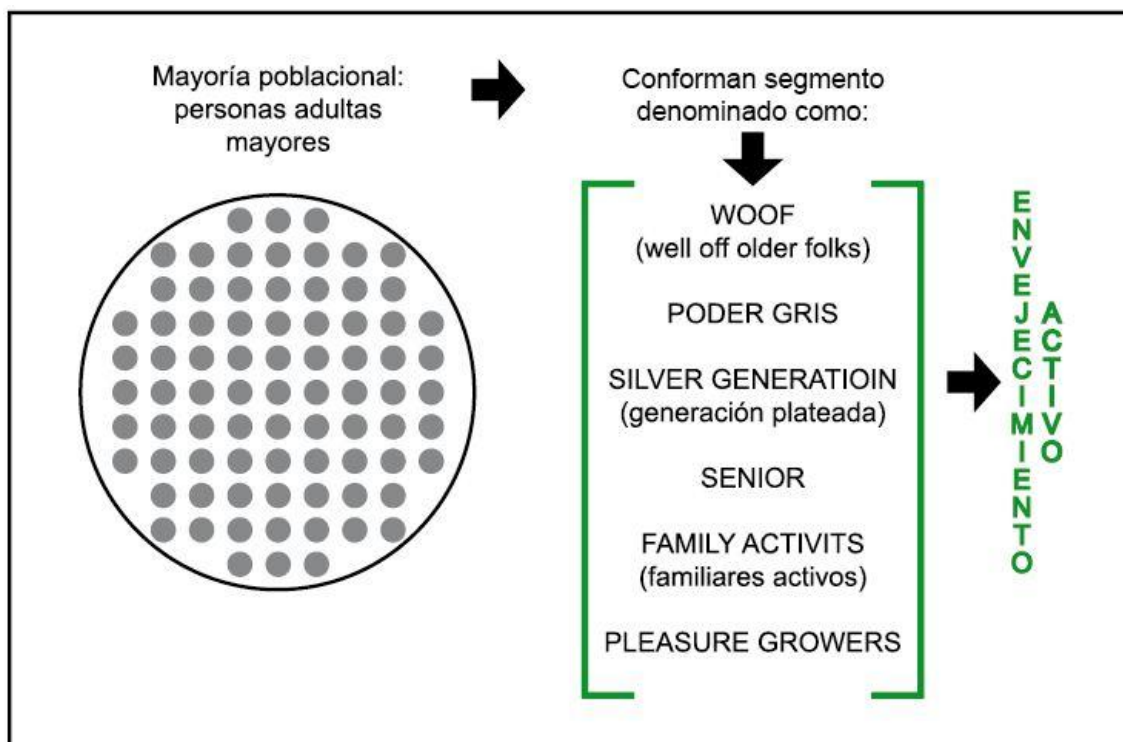 Mayoría poblacional:
personas adultas
mayores
Conforman segmento
denominado como:
WOOF
(well off older folks)
PODER GRIS
SILVER GENERATIOIN
(generación plateada)
SENIOR
FAMILY ACTIVITS
(familiares activos)
PLEASURE GROWERS
ENVEJECIMIENTO
ACTIVO